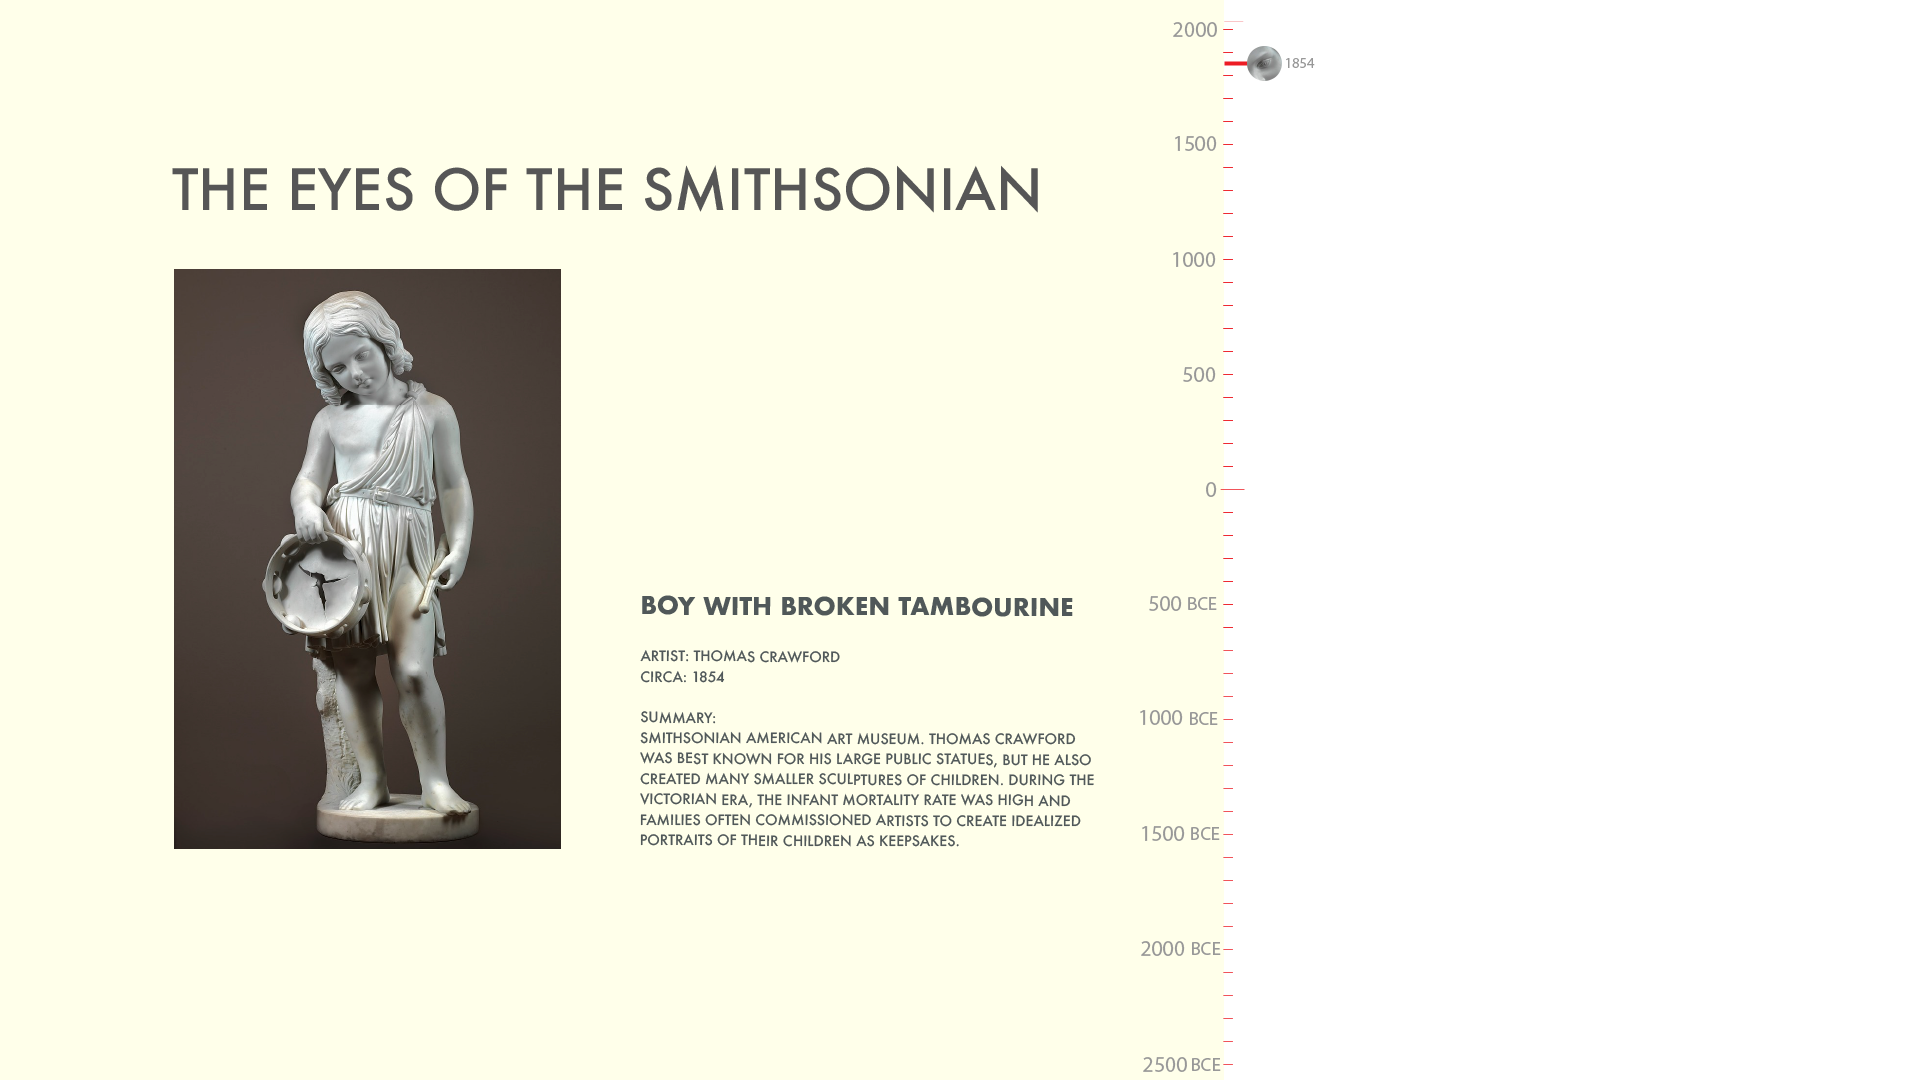 THE EYES OF THE SMITHSONIAN
BOY WITH BROKEN TAMBOURINE
ARTIST: THOMAS CRAWFORD
CIRCA: 1854
SUMMARY:
SMITHSONIAN AMERICAN ART MUSEUM. THOMAS CRAWFORD
WAS BEST KNOWN FOR HIS LARGE PUBLIC STATUES, BUT HE ALSO
CREATED MANY SMALLER SCULPTURES OF CHILDREN. DURING THE
VICTORIAN ERA, THE INFANT MORTALITY RATE WAS HIGH AND
FAMILIES OFTEN COMMISSIONED ARTISTS TO CREATE IDEALIZED
PORTRAITS OF THEIR CHILDREN AS KEEPSAKES.
2000
1854
1500
1000
500
0
500 BCE
1000 BCE
1500 BCE
2000 BCE
2500 BCE